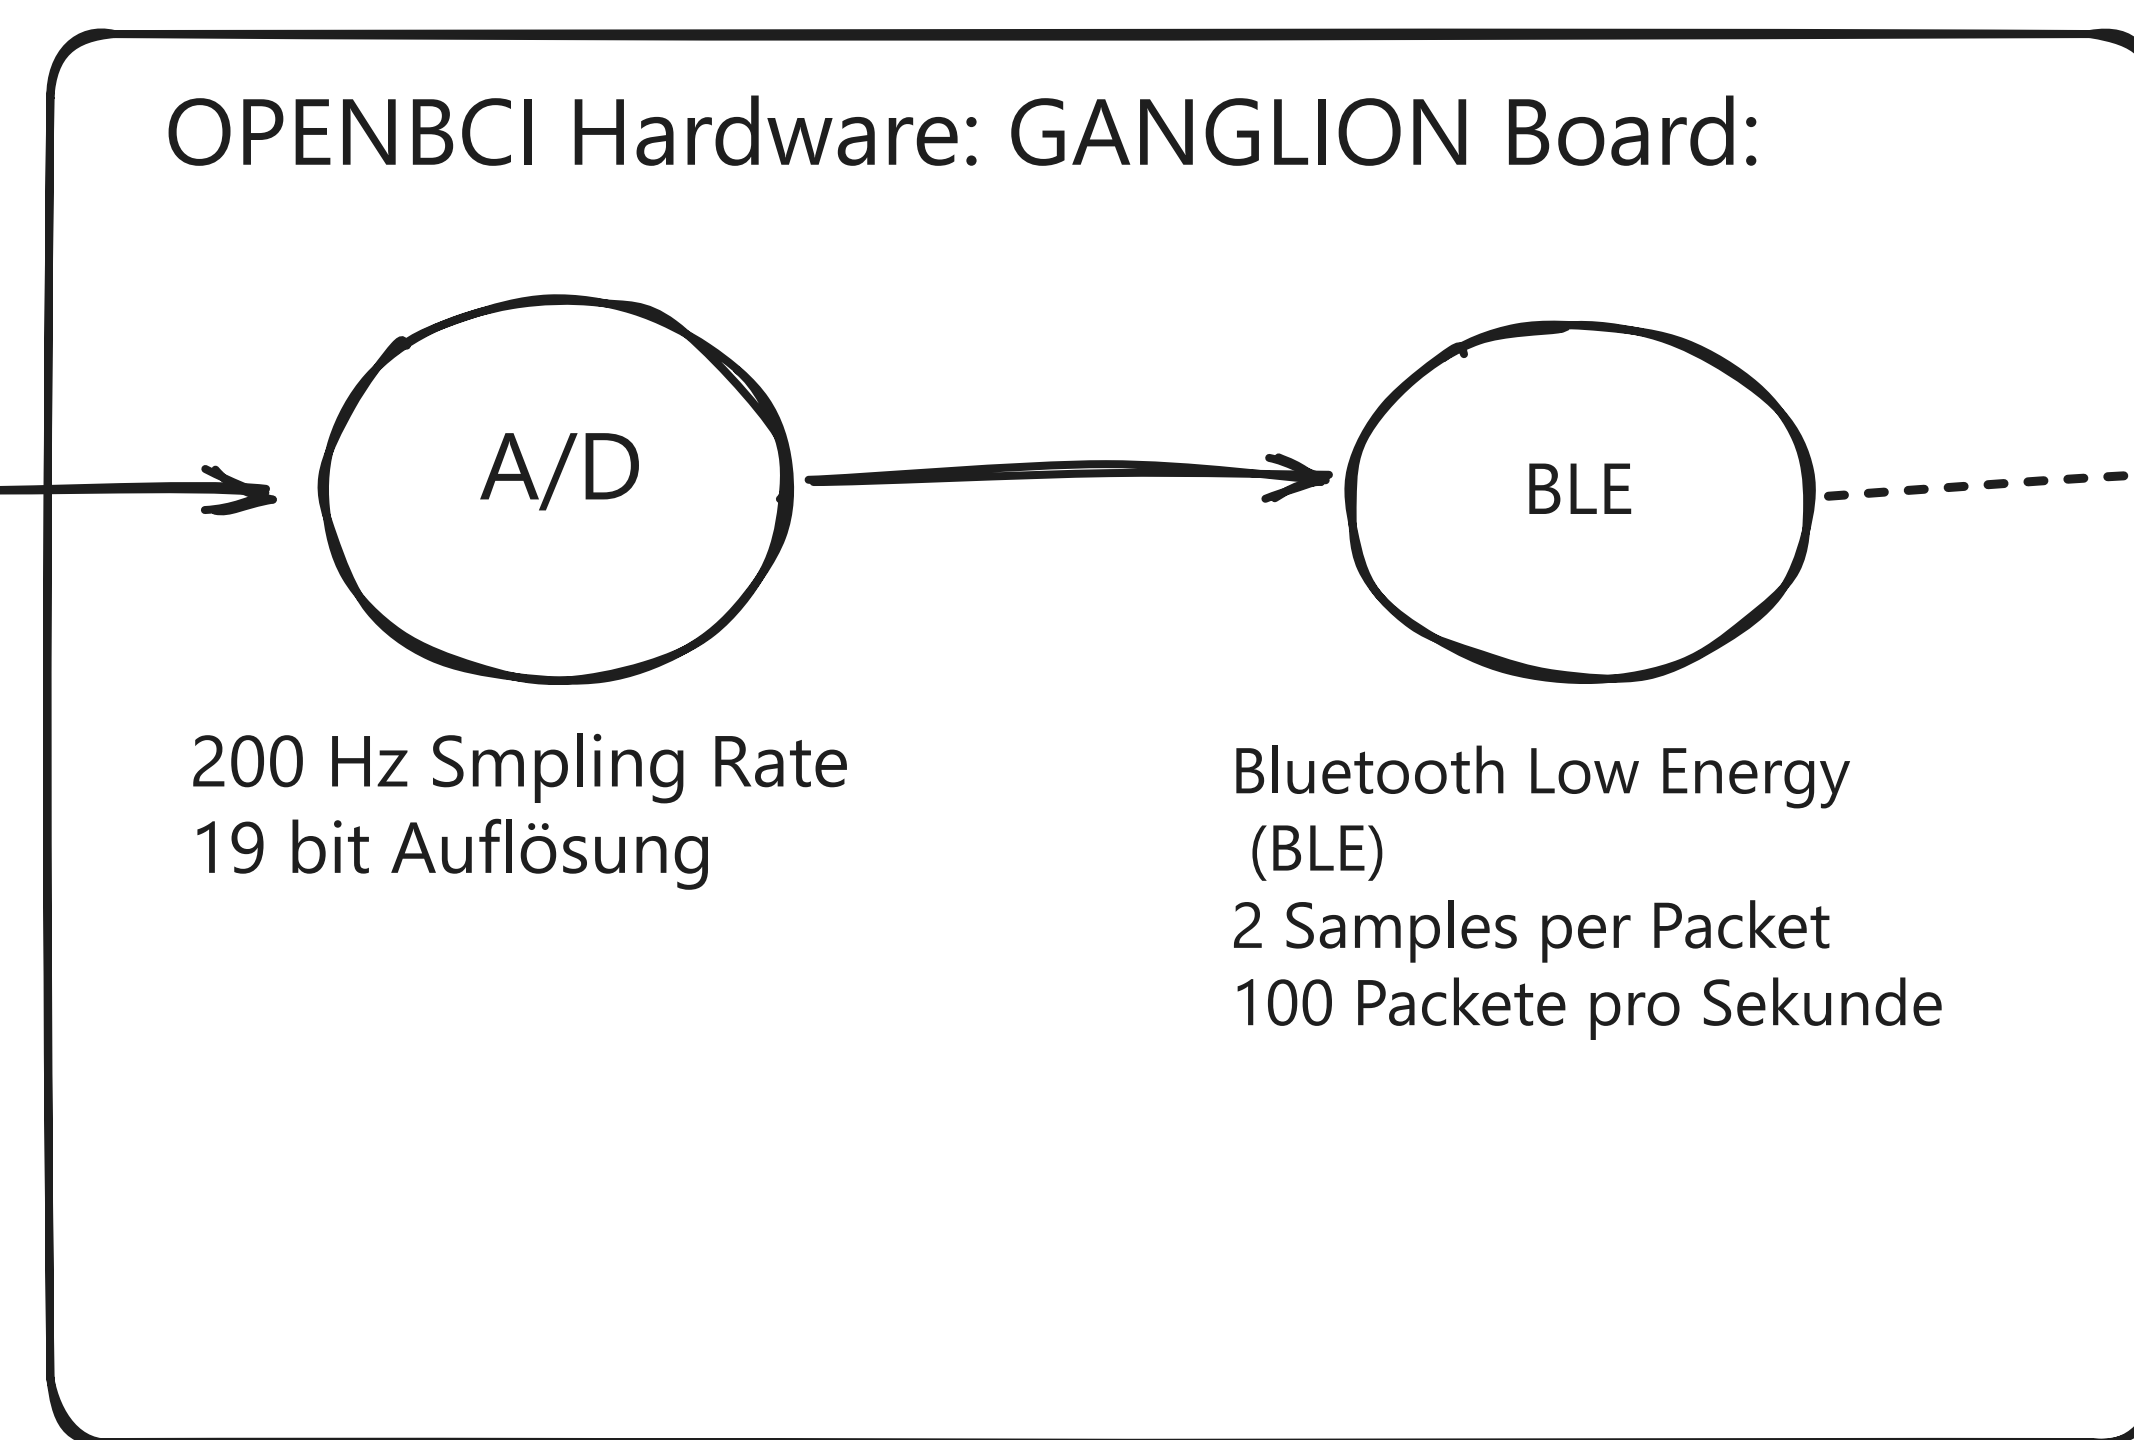 OPENBCI Hardware: GANGLION Board:
A/D
BLE
200 Hz Smpling Rate
19 bit Auflösung
Bluetooth Low Energy
(BLE)
2 Samples per Packet
100 Packete pro Sekunde